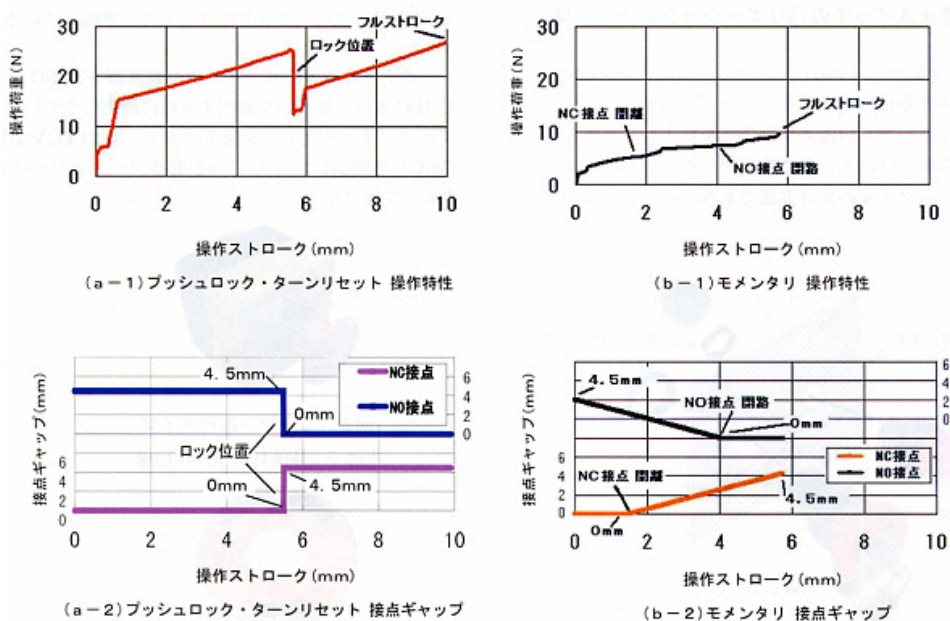 30
20
10
0
操作荷重(N)
フルストローク
ロック位置
0 2 4 6 8 10
操作ストローク(mm)
(a-1)プッシュロック・ターンリセット 操作特性
30
20
10
0
操作荷重(N)
NC接点 開離
フルストローク
NO接点 開路
0 2 4 6 8 10
操作ストローク(mm)
(b-1)モメンタリ 操作特性
接点ギャップ(mm)
4.5mm
0mm
NC接点
NO接点
6
4
2
0
ロック位置
6
4
2
0
0mm
4.5mm
0 2 4 6 8 10
操作ストローク(mm)
(a-2)プッシュロック・ターンリセット 接点ギャップ
接点ギャップ(mm)
4.5mm
NO接点 開路
0mm
6
4
2
0
NC接点
NO接点
6
4
2
0
NC接点 開離
0mm
4.5mm
0 2 4 6 8 10
操作ストローク(mm)
(b-2)モメンタリ 接点ギャップ